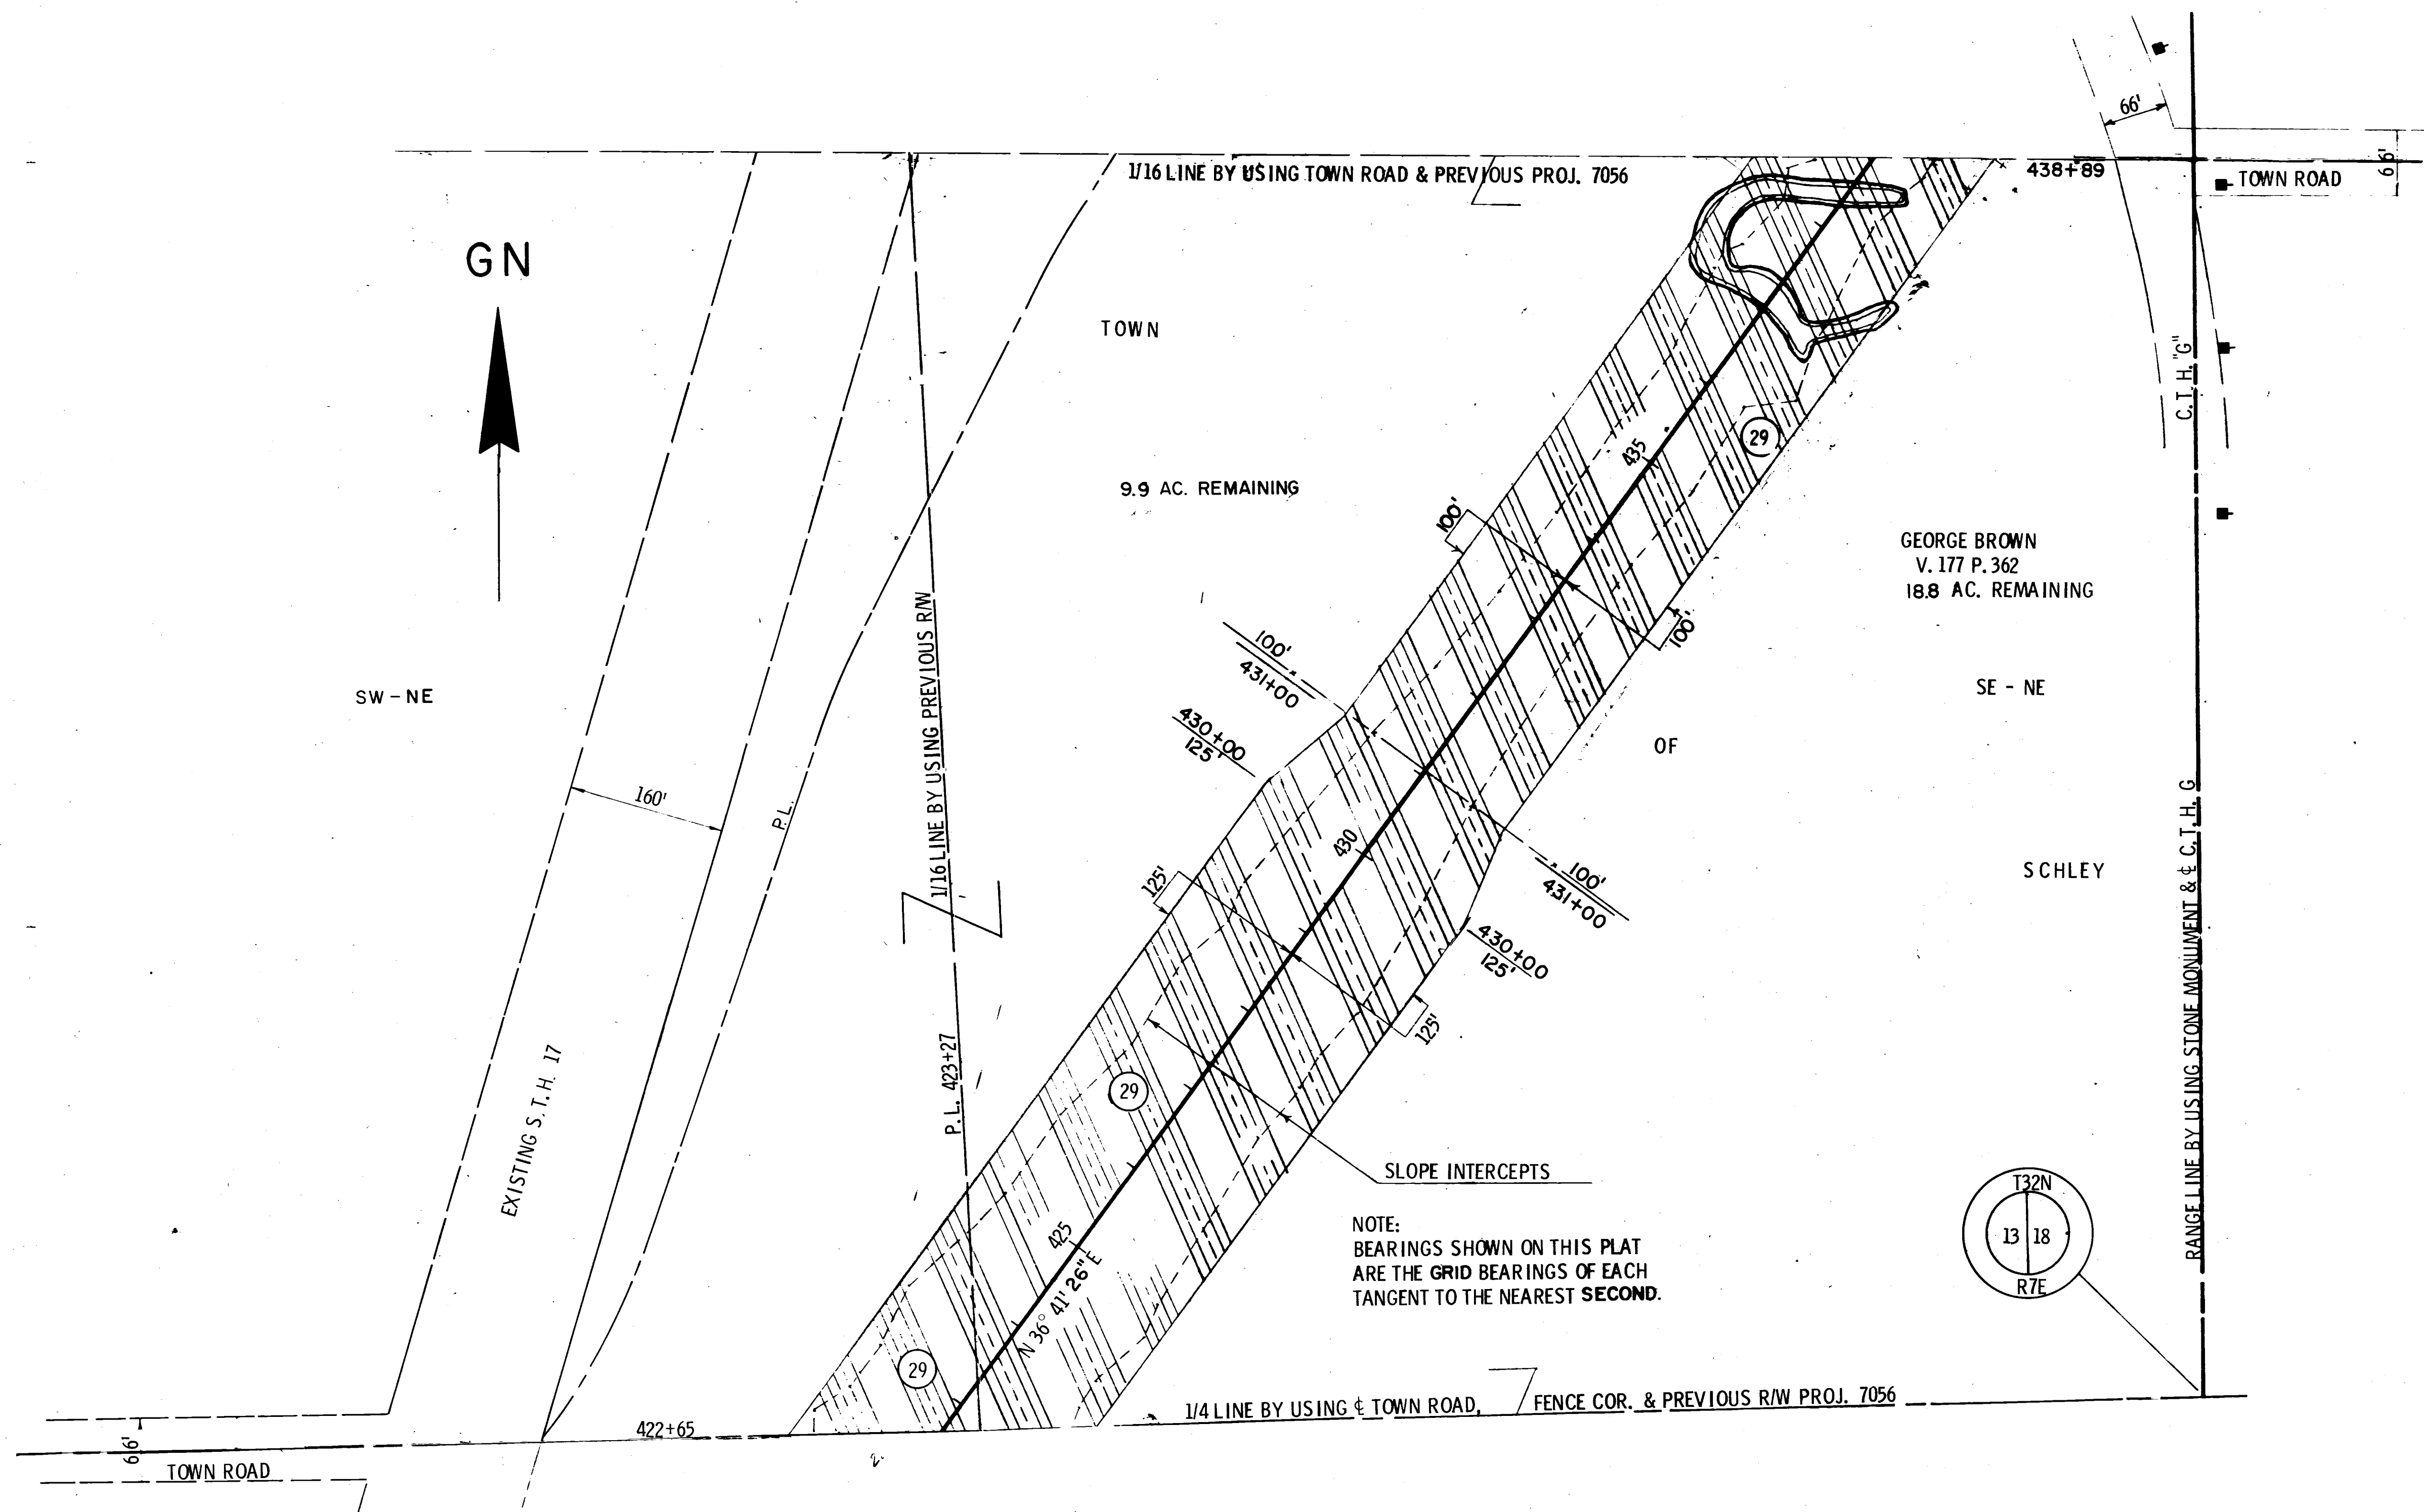 66'
1/16 LINE BY USING TOWN ROAD & PREVIOUS PROJ. 7056
438+89
TOWN ROAD
66'
GN
TOWN
C.T.H. "G"
29
435
9.9 AC. REMAINING
100'
GEORGE BROWN
V. 177 P. 362
18.8 AC. REMAINING
100'
1/16 LINE BY USING PREVIOUS R/W
100'
431+00
SW - NE
SE - NE
430+00
125'
OF
160'
P.L.
430
100'
431+00
SCHLEY
125'
430+00
125'
RANGE LINE BY USING STONE MONUMENT & ℄ C.T.H. G
125'
P.L. 423+27
29
EXISTING S.T.H. 17
SLOPE INTERCEPTS
T32N
13 18
R7E
425
N 36° 41' 26" E
NOTE:
BEARINGS SHOWN ON THIS PLAT
ARE THE GRID BEARINGS OF EACH
TANGENT TO THE NEAREST SECOND.
29
1/4 LINE BY USING ℄ TOWN ROAD, FENCE COR. & PREVIOUS R/W PROJ. 7056
422+65
66'
TOWN ROAD